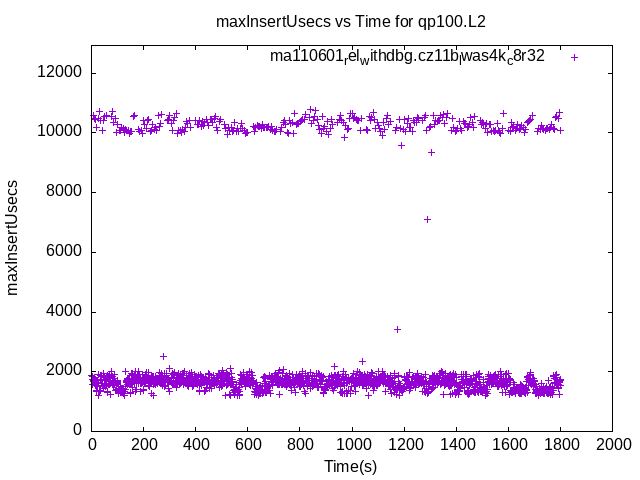 maxInsertUsecs vs Time for qp100.L2
ma110601relwithdbg.cz11blwas4kc8r32
12000
10000
8000
6000
4000
2000
0
maxInsertUsecs
0 200 400 600 800 1000 1200 1400 1600 1800 2000
Time(s)